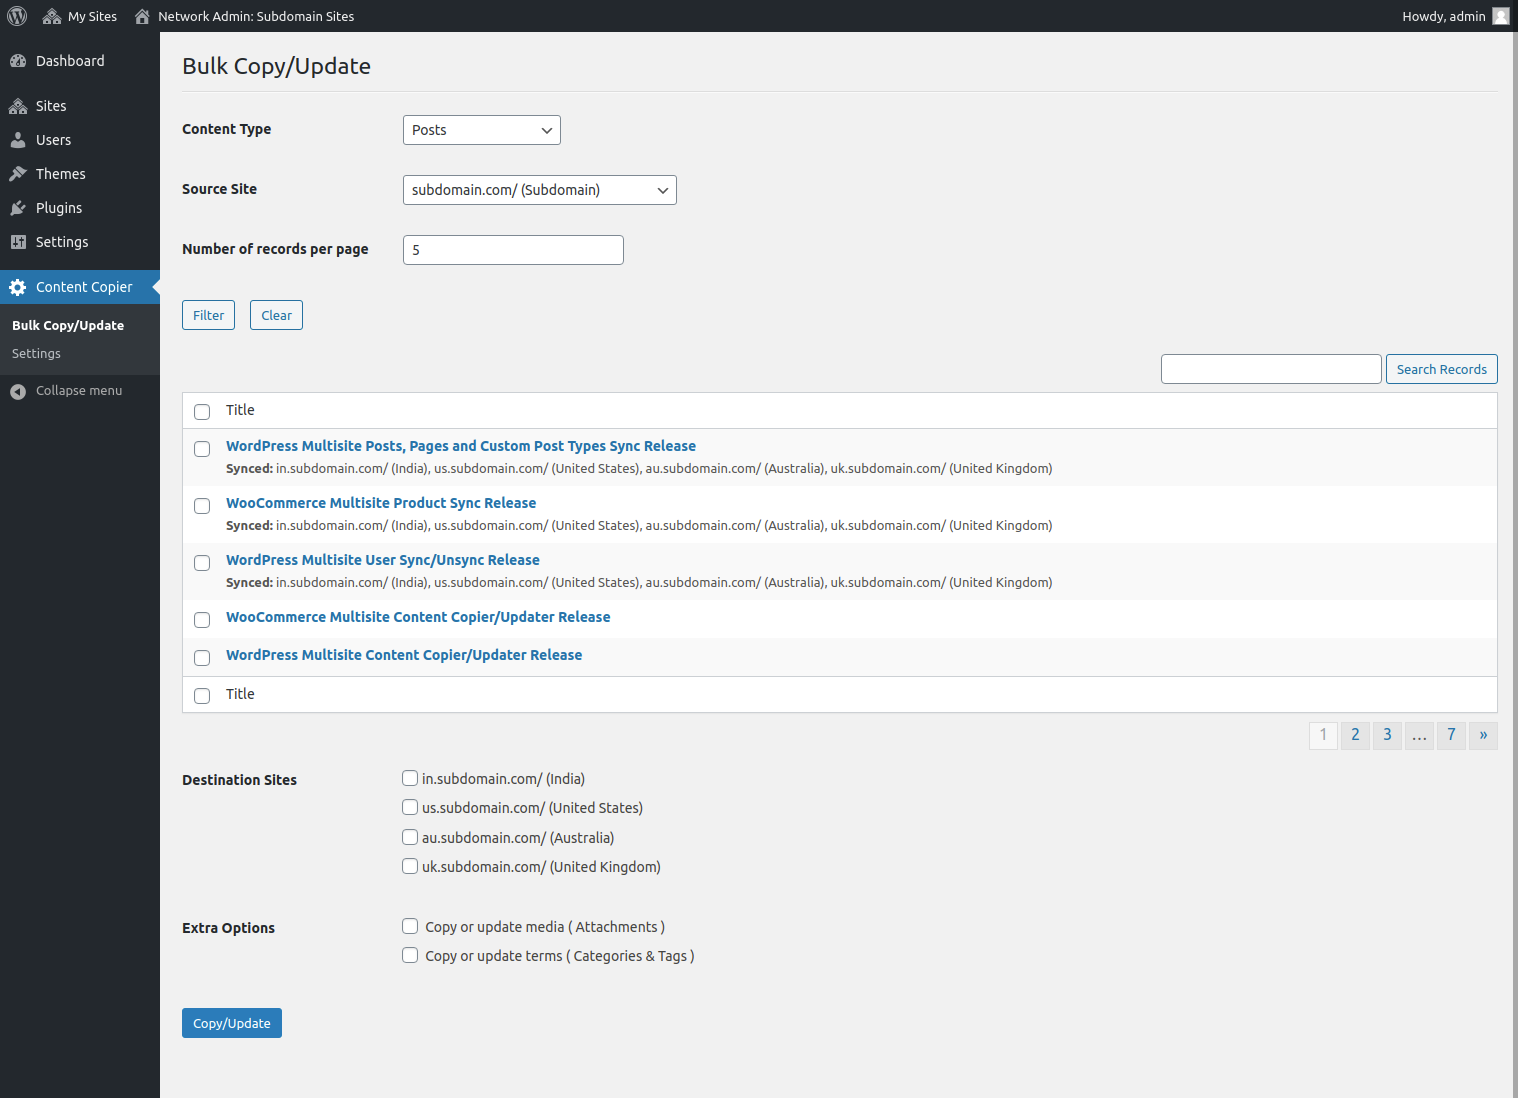 My Sites
Network Admin: Subdomain Sites
Howdy, admin
Dashboard
Sites
Users
Themes
Plugins
Settings
Content Copier
Bulk Copy/Update
Settings
Collapse menu
Bulk Copy/Update
Content Type
Posts
Source Site
subdomain.com/ (Subdomain)
Number of records per page
5
Filter
Clear
Search Records
Title
WordPress Multisite Posts, Pages and Custom Post Types Sync Release
Synced: in.subdomain.com/ (India), us.subdomain.com/ (United States), au.subdomain.com/ (Australia), uk.subdomain.com/ (United Kingdom)
WooCommerce Multisite Product Sync Release
Synced: in.subdomain.com/ (India), us.subdomain.com/ (United States), au.subdomain.com/ (Australia), uk.subdomain.com/ (United Kingdom)
WordPress Multisite User Sync/Unsync Release
Synced: in.subdomain.com/ (India), us.subdomain.com/ (United States), au.subdomain.com/ (Australia), uk.subdomain.com/ (United Kingdom)
WooCommerce Multisite Content Copier/Updater Release
WordPress Multisite Content Copier/Updater Release
Title
1 2 3 … 7 »
Destination Sites
in.subdomain.com/ (India)
us.subdomain.com/ (United States)
au.subdomain.com/ (Australia)
uk.subdomain.com/ (United Kingdom)
Extra Options
Copy or update media ( Attachments )
Copy or update terms ( Categories & Tags )
Copy/Update